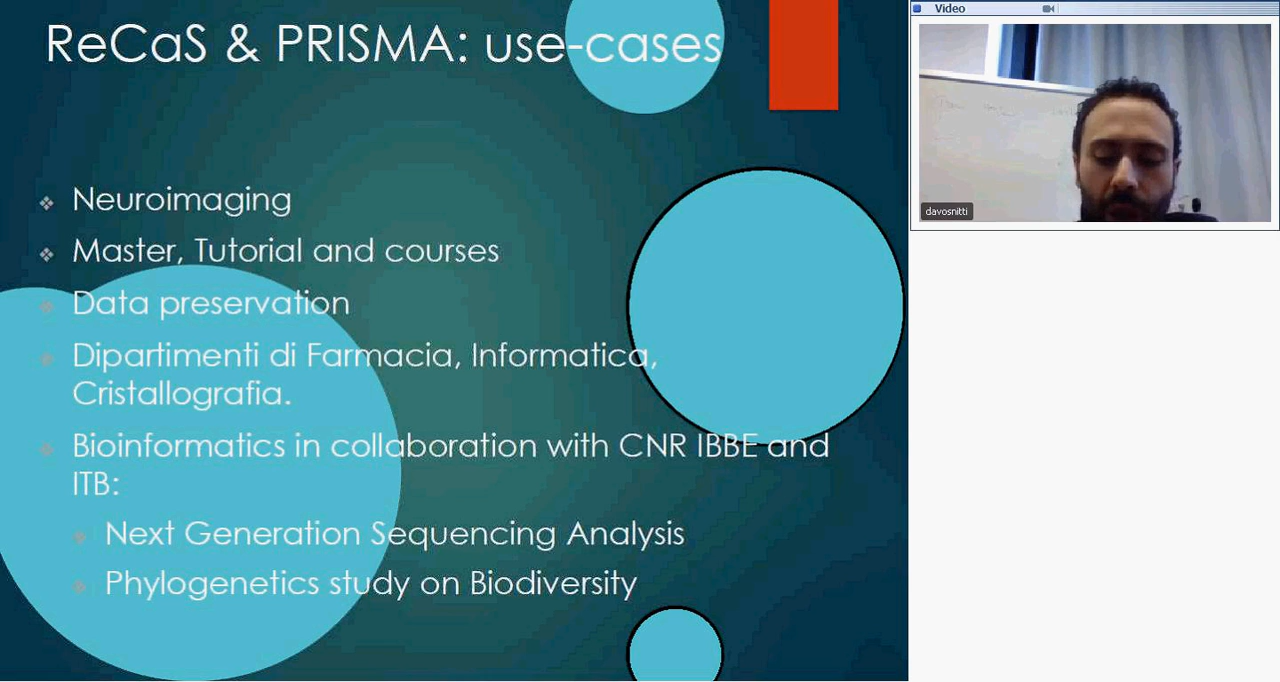 ReCaS & PRISMA: use-cases
Neuroimaging
Master, Tutorial and courses
Data preservation
Dipartimenti di Farmacia, Informatica,
Cristallografia.
Bioinformatics in collaboration with CNR IBBE and
ITB:
Next Generation Sequencing Analysis
Phylogenetics study on Biodiversity
Video
davosnitti